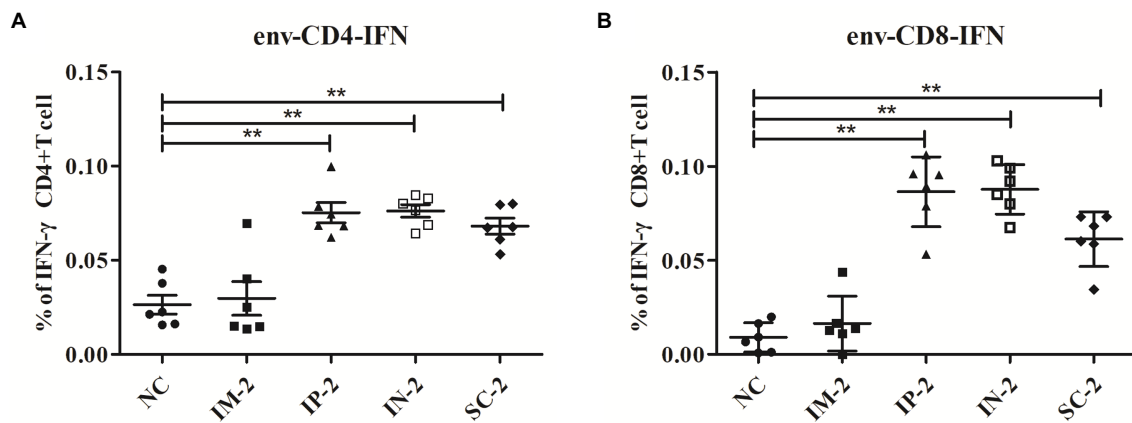 A
env-CD4-IFN
% of IFN-γ CD4+T cell
0.15
0.10
0.05
0.00
**
**
**
NC
IM-2
IP-2
IN-2
SC-2
B
env-CD8-IFN
% of IFN-γ CD8+T cell
0.15
0.10
0.05
0.00
**
**
**
NC
IM-2
IP-2
IN-2
SC-2